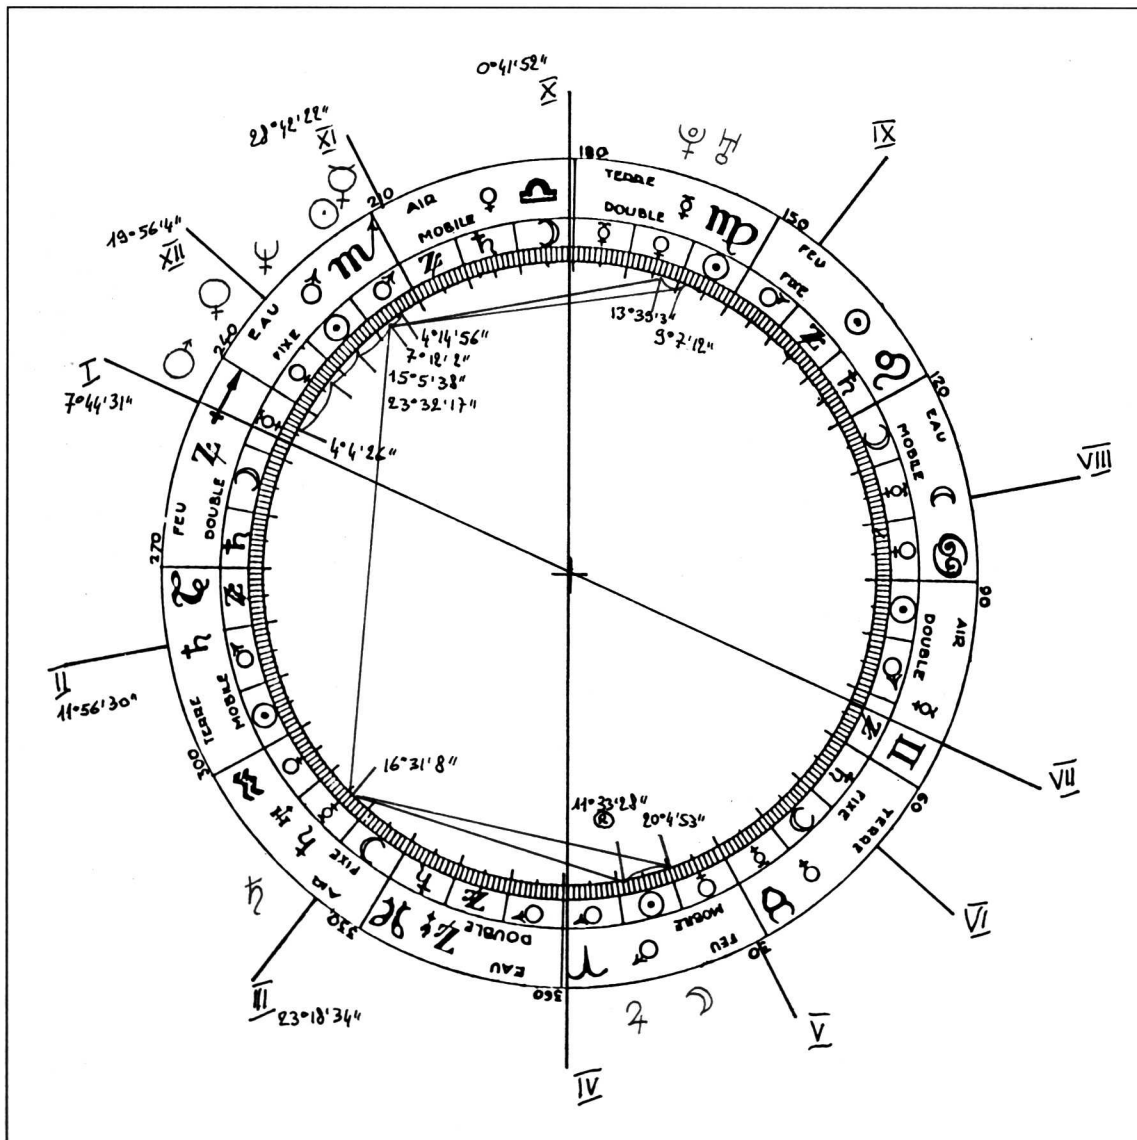 0°41'52"
X
28°42'22"
XI
19°56'4"
XII
I
7°44'31"
II
11°56'30"
III
23°18'34"
IV
V
VI
VII
VIII
IX
180
TERRE
DOUBLE
150
FEU
FIXE
120
EAU
MOBILE
90
AIR
DOUBLE
60
TERRE
FIXE
30
FEU
MOBILE
360
EAU
DOUBLE
330
AIR
FIXE
300
TERRE
MOBILE
270
FEU
DOUBLE
240
EAU
FIXE
210
AIR
MOBILE
4°14'56"
7°12'2"
15°5'38"
23°32'17"
4°4'26"
13°35'3"
9°7'12"
16°31'8"
11°33'28"
R
20°4'53"